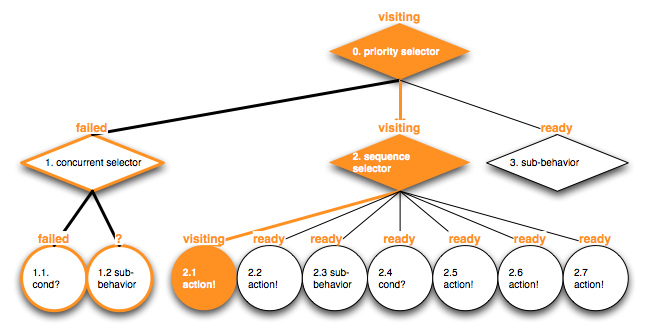 visiting
0. priority selector
failed
visiting
ready
1. concurrent selector
2. sequence
selector
3. sub-behavior
failed
?
visiting
ready
ready
ready
ready
ready
ready
1.1.
cond?
1.2 sub-
behavior
2.1
action!
2.2
action!
2.3 sub-
behavior
2.4
cond?
2.5
action!
2.6
action!
2.7
action!